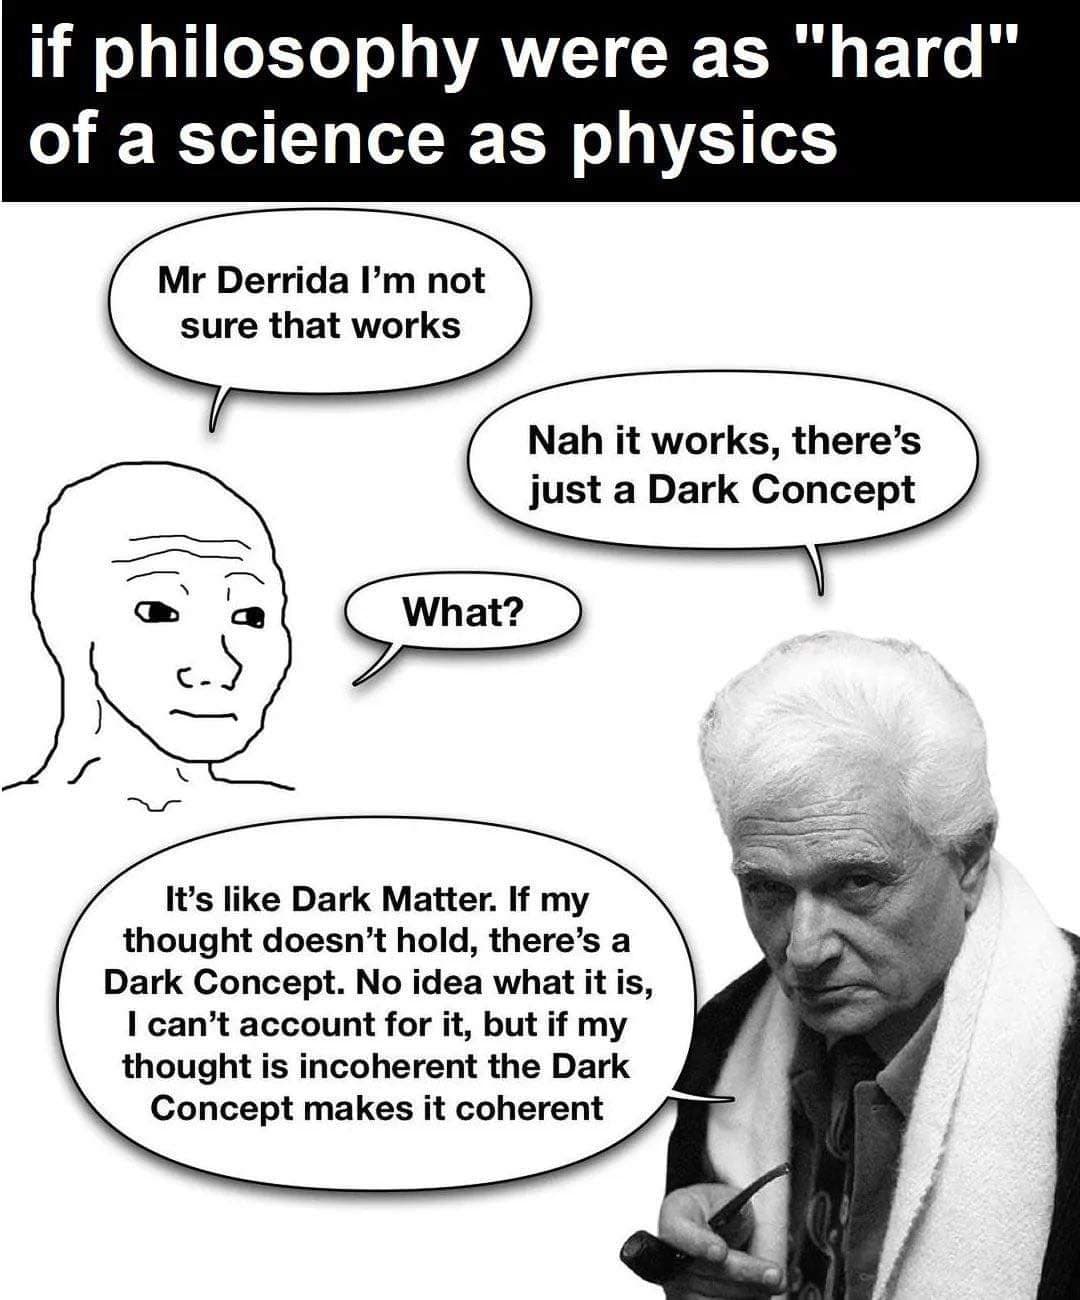 if philosophy were as "hard"
of a science as physics
Mr Derrida I’m not
sure that works
Nah it works, there’s
just a Dark Concept
What?
It’s like Dark Matter. If my
thought doesn’t hold, there’s a
Dark Concept. No idea what it is,
I can’t account for it, but if my
thought is incoherent the Dark
Concept makes it coherent